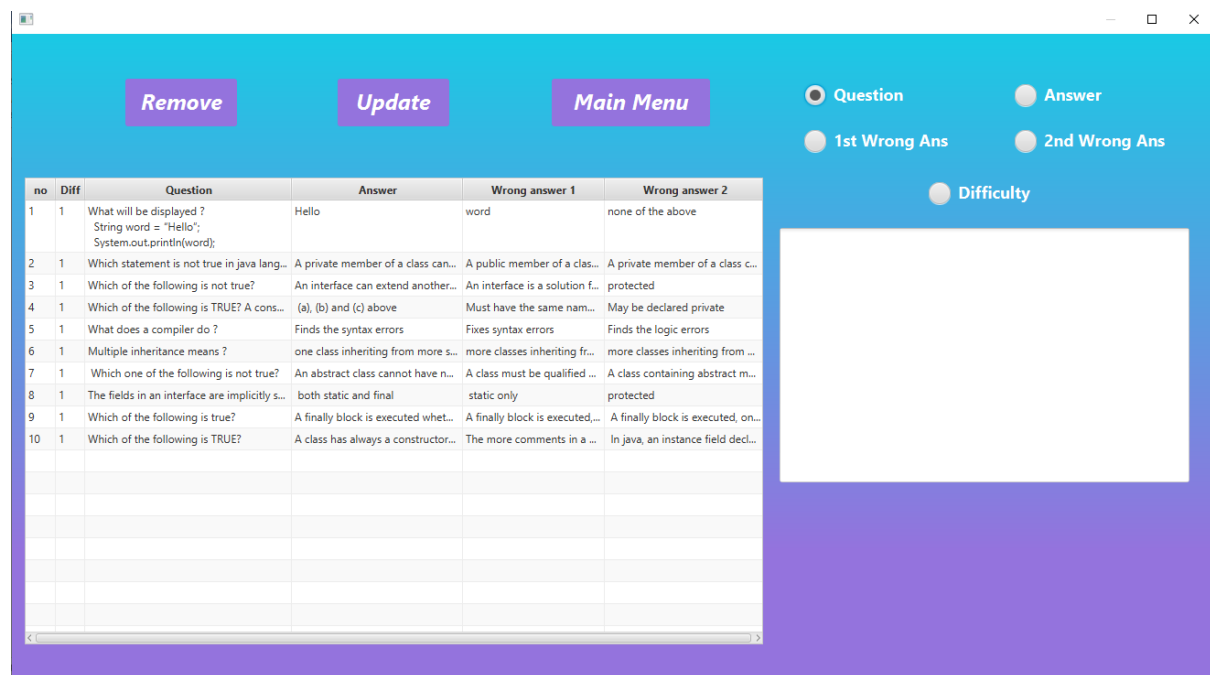 Remove Update Main Menu
Question Answer
1st Wrong Ans 2nd Wrong Ans
Difficulty
no Diff Question Answer Wrong answer 1 Wrong answer 2
1 1 What will be displayed ? Hello word none of the above
String word = "Hello";
System.out.println(word);
2 1 Which statement is not true in java lang... A private member of a class can... A public member of a clas... A private member of a class c...
3 1 Which of the following is not true? An interface can extend another... An interface is a solution f... protected
4 1 Which of the following is TRUE? A cons... (a), (b) and (c) above Must have the same nam... May be declared private
5 1 What does a compiler do ? Finds the syntax errors Fixes syntax errors Finds the logic errors
6 1 Multiple inheritance means ? one class inheriting from more s... more classes inheriting fr... more classes inheriting from ...
7 1 Which one of the following is not true? An abstract class cannot have n... A class must be qualified ... A class containing abstract m...
8 1 The fields in an interface are implicitly s... both static and final static only protected
9 1 Which of the following is true? A finally block is executed whet... A finally block is executed,... A finally block is executed, on...
10 1 Which of the following is TRUE? A class has always a constructor... The more comments in a ... In java, an instance field decl...